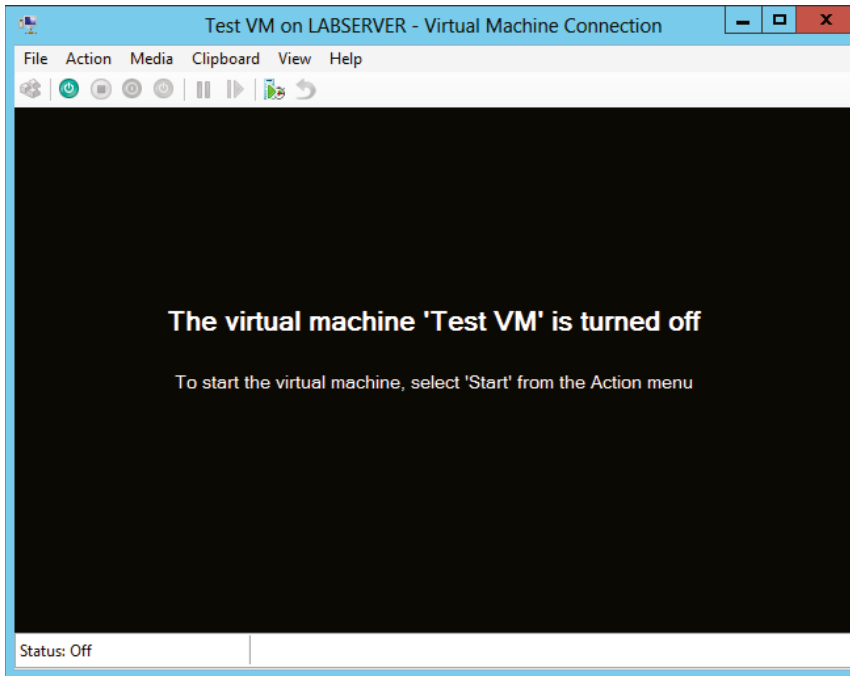 Test VM on LABSERVER - Virtual Machine Connection
File Action Media Clipboard View Help
The virtual machine 'Test VM' is turned off
To start the virtual machine, select 'Start' from the Action menu
Status: Off